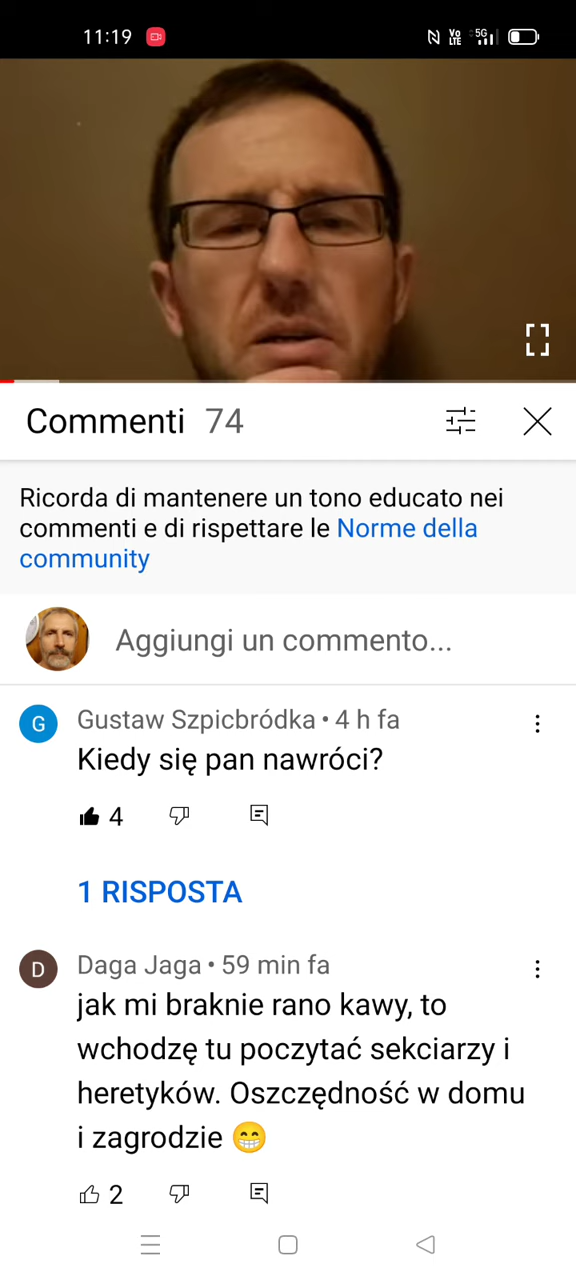 11:19
VoLTE 5G
Commenti 74
Ricorda di mantenere un tono educato nei
commenti e di rispettare le Norme della
community
Aggiungi un commento...
G
Gustaw Szpicbródka • 4 h fa
Kiedy się pan nawróci?
4
1 RISPOSTA
D
Daga Jaga • 59 min fa
jak mi braknie rano kawy, to
wchodzę tu poczytać sekciarzy i
heretyków. Oszczędność w domu
i zagrodzie 😁
2